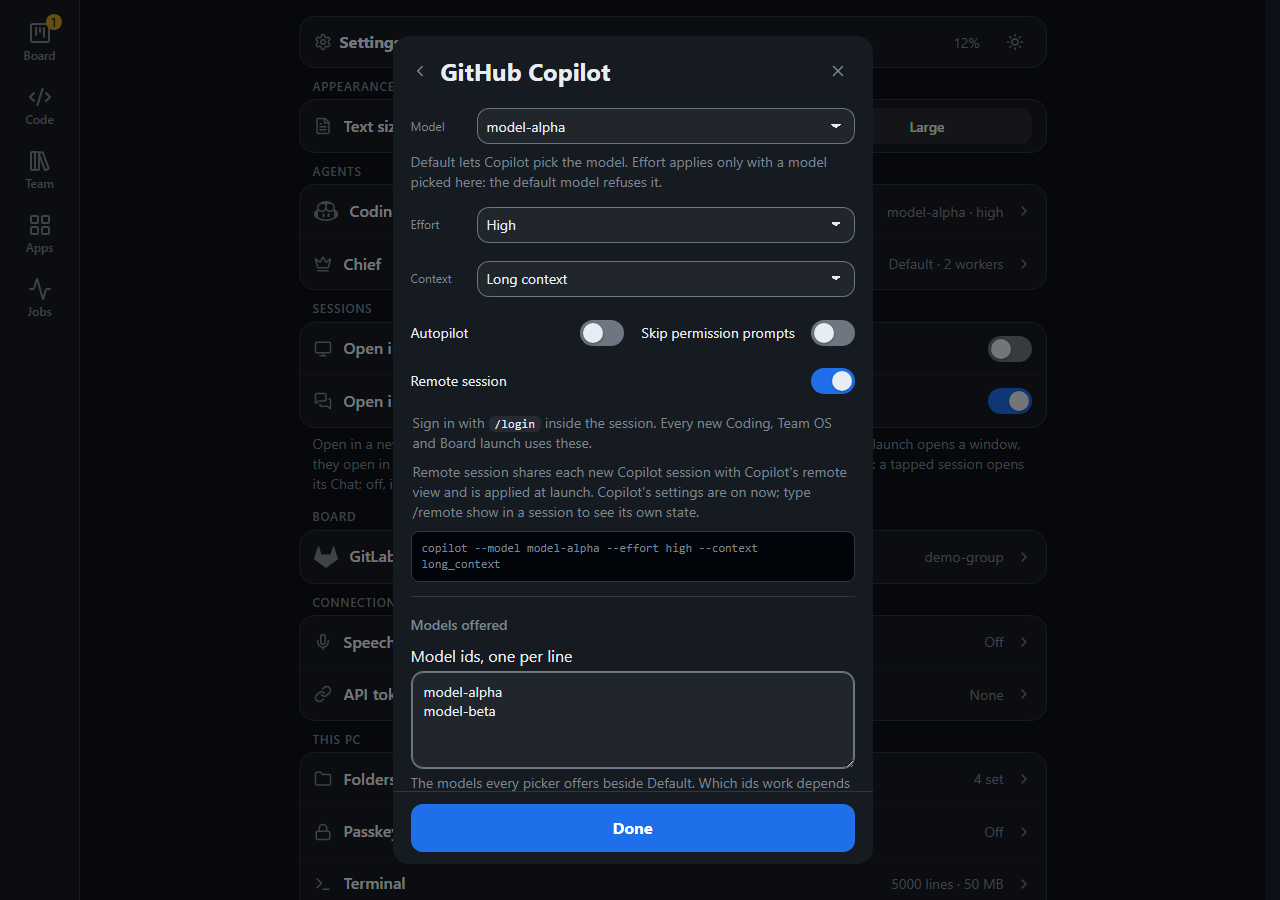 1
Board
Code
Team
Apps
Jobs
Settings
12%
APPEARANCE
Text siz
Large
AGENTS
Codin
model-alpha · high
Chief
Default · 2 workers
SESSIONS
Open i
Open i
Open in a ne
launch opens a window,
they open in
: a tapped session opens
its Chat; off, i
BOARD
GitLab
demo-group
CONNECTION
Speech
Off
API tok
None
THIS PC
Folders
4 set
Passkey
Off
Terminal
5000 lines · 50 MB
GitHub Copilot
Model
model-alpha
Default lets Copilot pick the model. Effort applies only with a model
picked here: the default model refuses it.
Effort
High
Context
Long context
Autopilot
Skip permission prompts
Remote session
Sign in with /login inside the session. Every new Coding, Team OS
and Board launch uses these.
Remote session shares each new Copilot session with Copilot's remote
view and is applied at launch. Copilot's settings are on now; type
/remote show in a session to see its own state.
copilot --model model-alpha --effort high --context
long_context
Models offered
Model ids, one per line
model-alpha
model-beta
The models every picker offers beside Default. Which ids work depends
Done